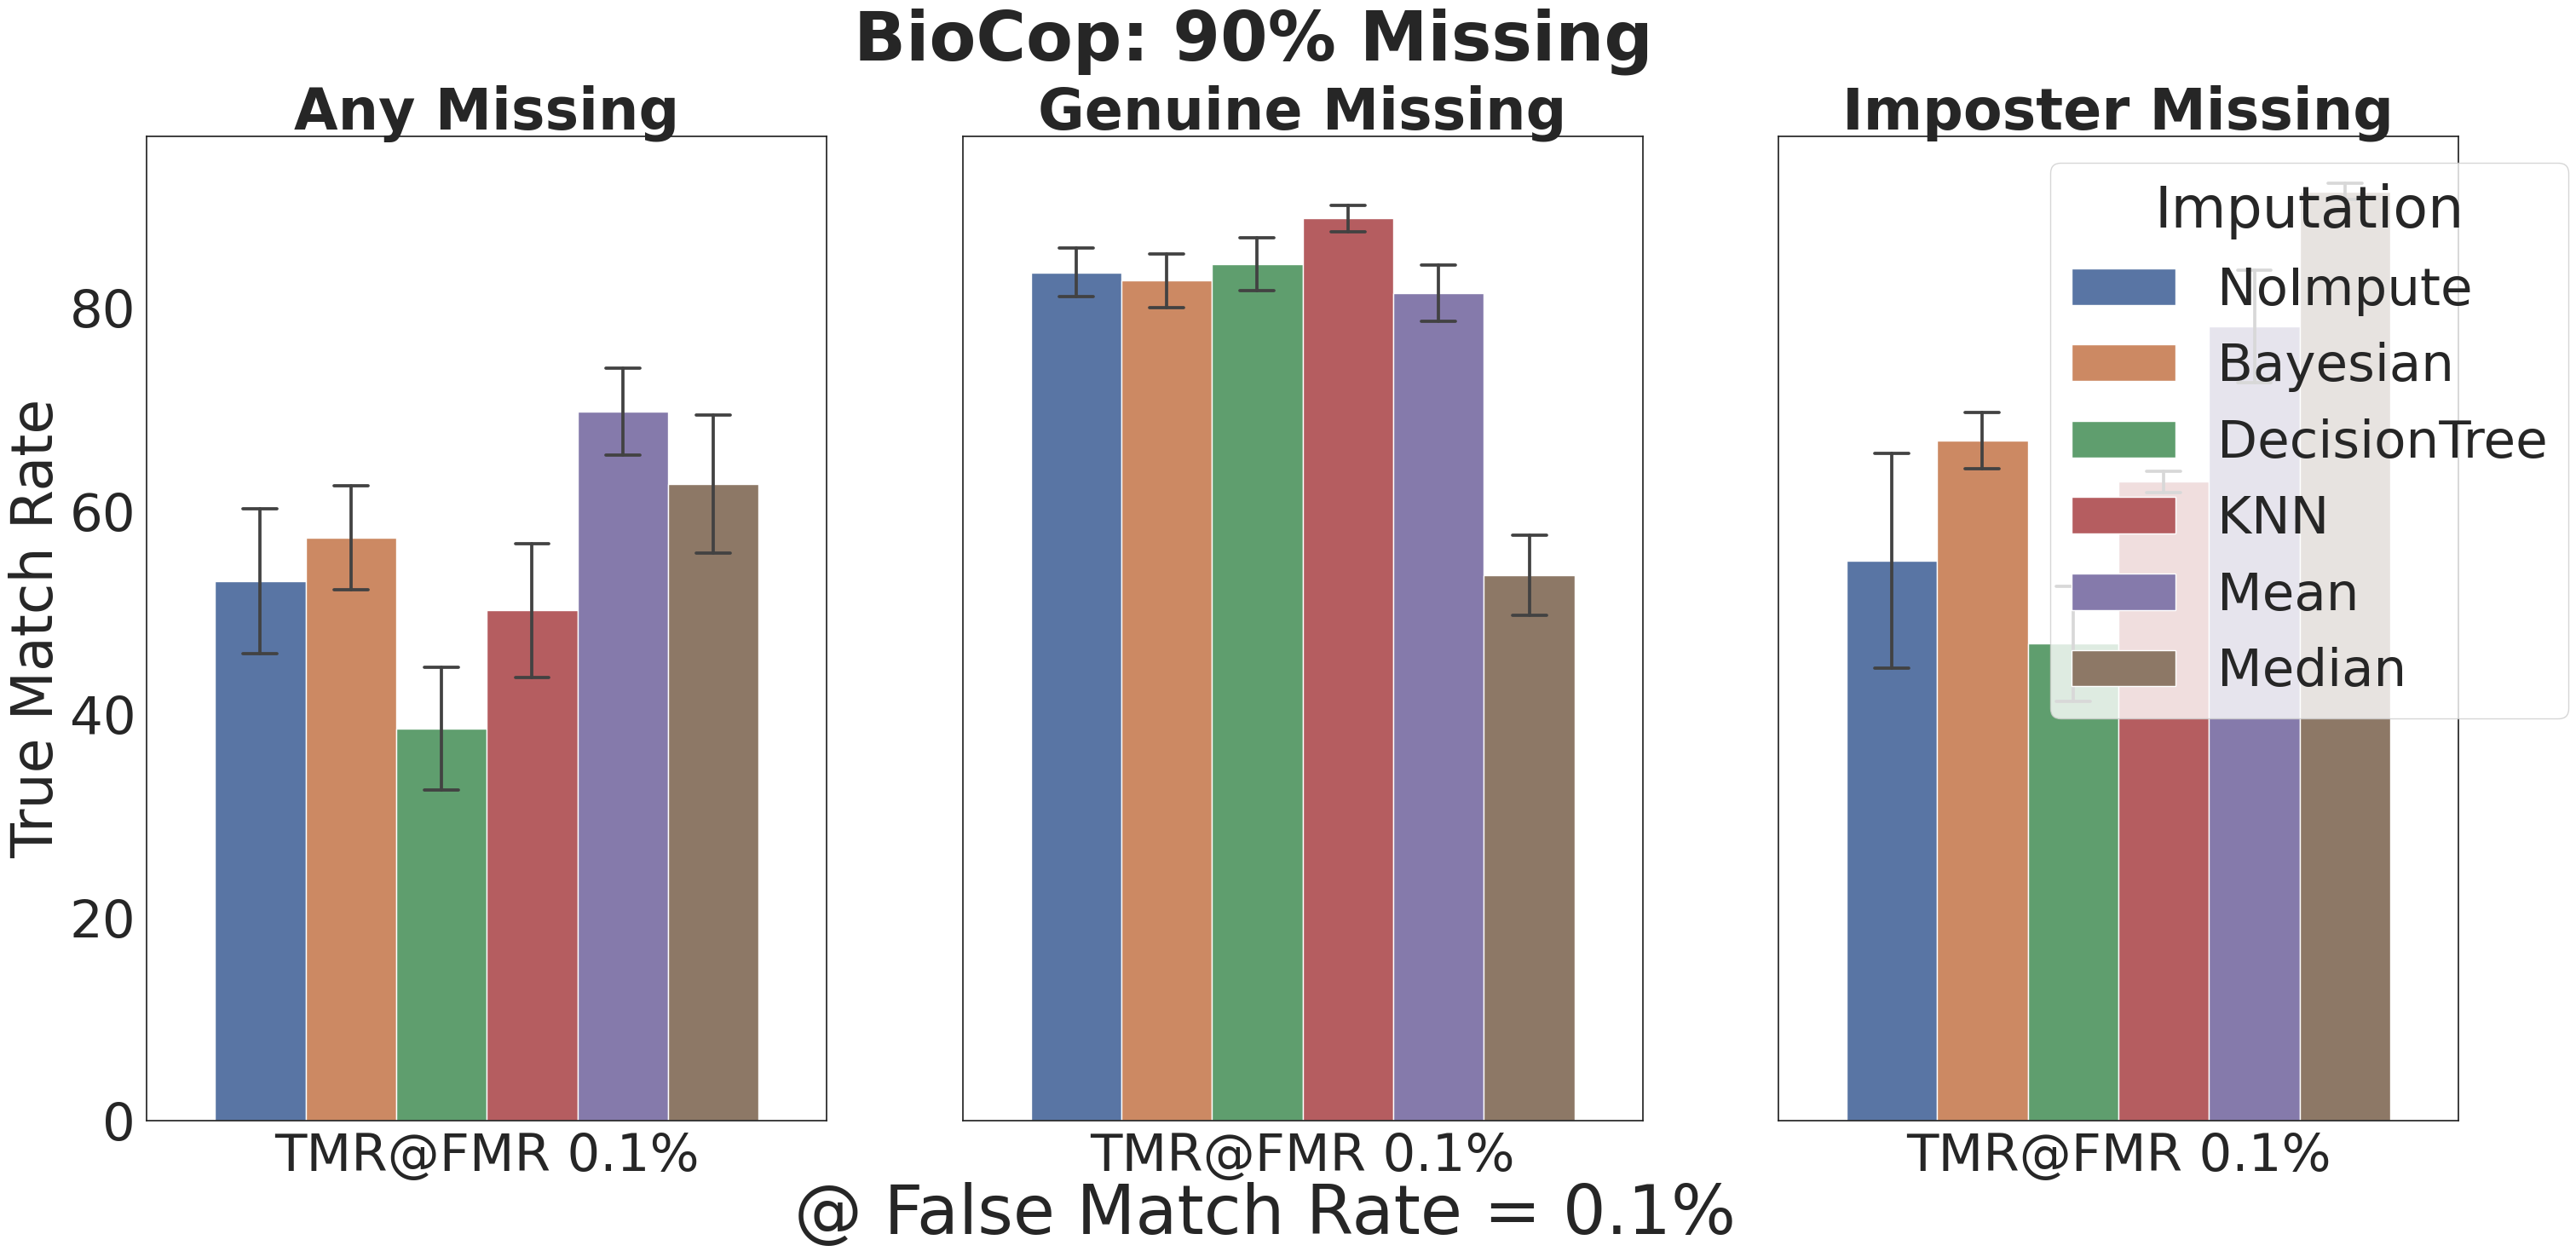 BioCop: 90% Missing
Any Missing
Genuine Missing
Imposter Missing
True Match Rate
80
60
40
20
0
Imputation
NoImpute
Bayesian
DecisionTree
KNN
Mean
Median
TMR@FMR 0.1%
TMR@FMR 0.1%
TMR@FMR 0.1%
@ False Match Rate = 0.1%